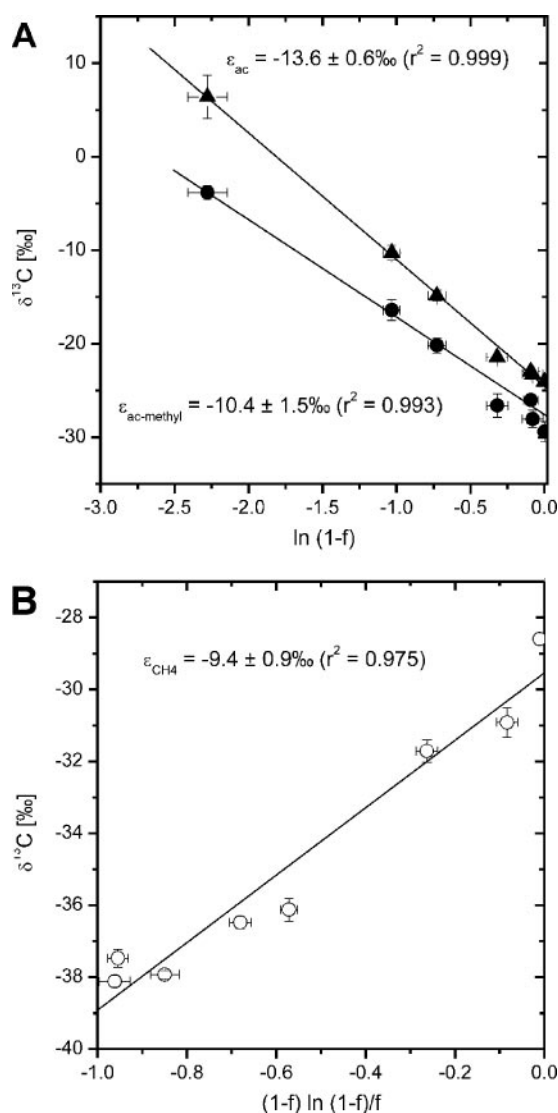 A
10
0
-10
-20
-30
δ¹³C [‰]
ε_ac = -13.6 ± 0.6‰ (r² = 0.999)
ε_ac-methyl = -10.4 ± 1.5‰ (r² = 0.993)
-3.0 -2.5 -2.0 -1.5 -1.0 -0.5 0.0
ln (1-f)
B
-28
-30
-32
-34
-36
-38
-40
δ¹³C [‰]
ε_CH4 = -9.4 ± 0.9‰ (r² = 0.975)
-1.0 -0.8 -0.6 -0.4 -0.2 0.0
(1-f) ln (1-f)/f